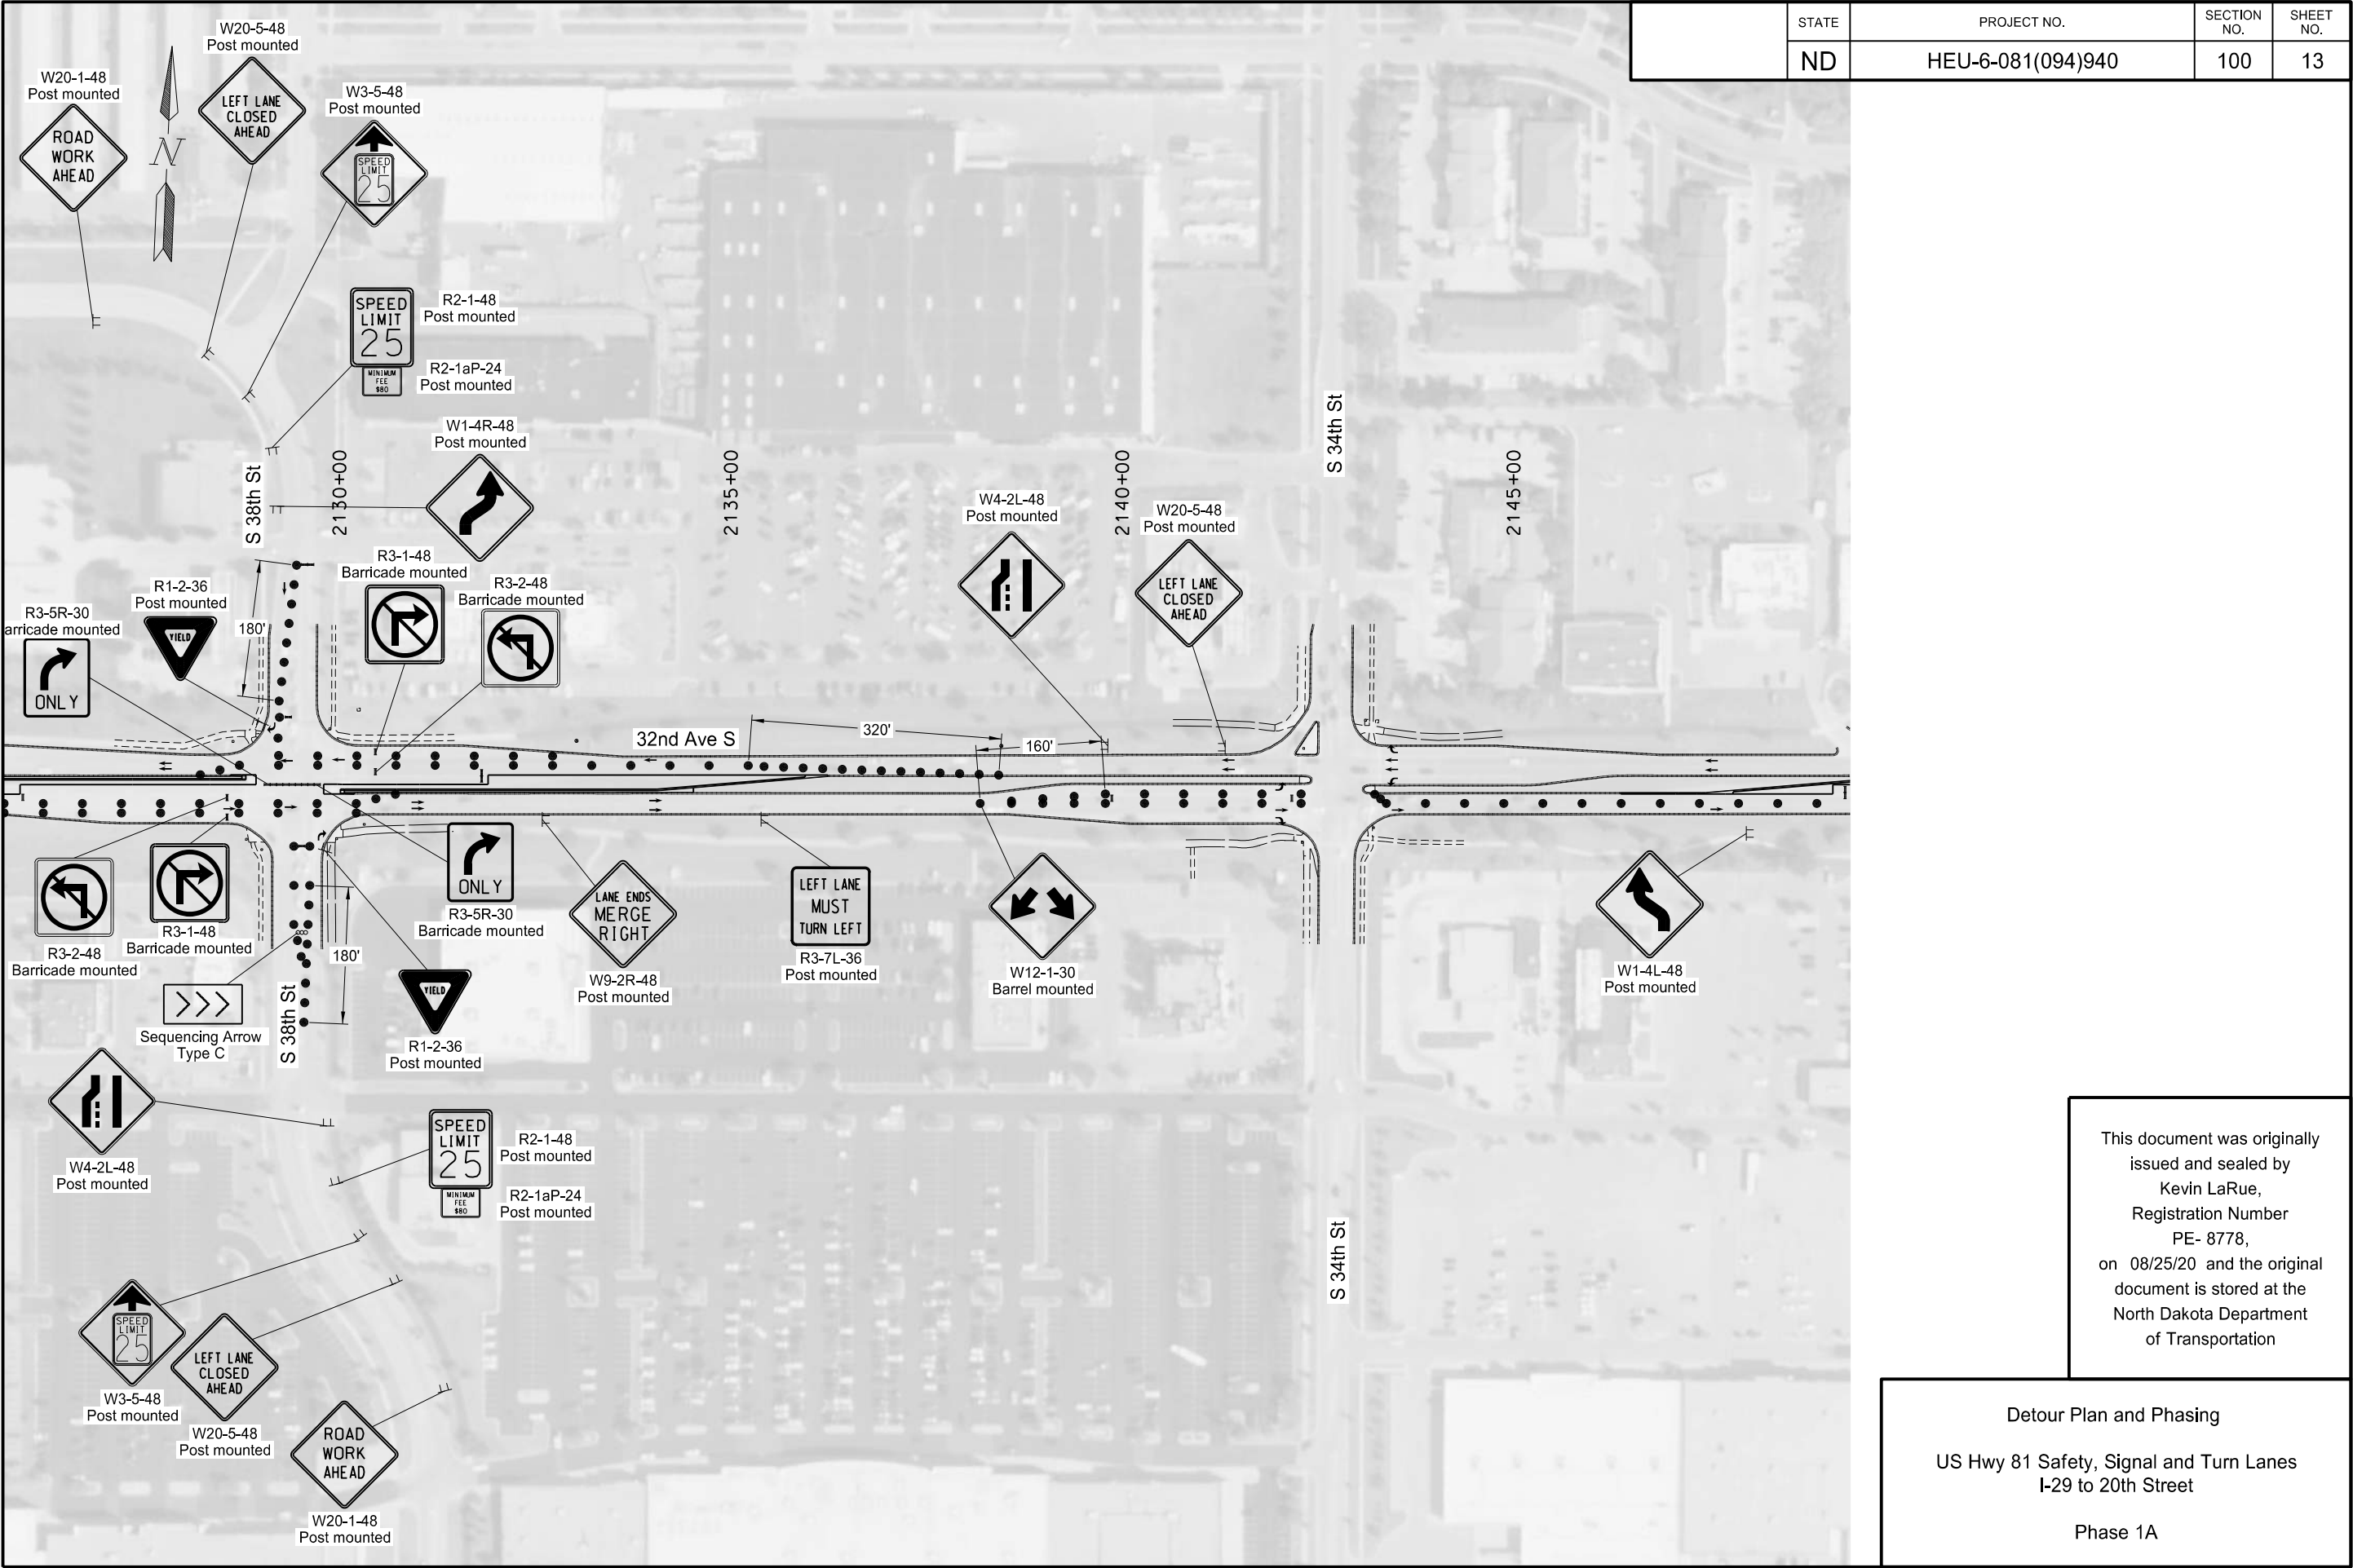 STATE
PROJECT NO.
SECTION
NO.
SHEET
NO.
ND
HEU-6-081(094)940
100
13
W20-5-48
Post mounted
LEFT LANE
CLOSED
AHEAD
W20-1-48
Post mounted
ROAD
WORK
AHEAD
N
W3-5-48
Post mounted
SPEED
LIMIT
25
SPEED
LIMIT
25
R2-1-48
Post mounted
MINIMUM
FEE
$80
R2-1aP-24
Post mounted
W1-4R-48
Post mounted
S 38th St
2130+00
2135+00
2140+00
S 34th St
2145+00
W4-2L-48
Post mounted
W20-5-48
Post mounted
LEFT LANE
CLOSED
AHEAD
R3-1-48
Barricade mounted
R3-2-48
Barricade mounted
R1-2-36
Post mounted
YIELD
180'
R3-5R-30
arricade mounted
ONLY
32nd Ave S
320'
160'
R3-2-48
Barricade mounted
R3-1-48
Barricade mounted
ONLY
R3-5R-30
Barricade mounted
LANE ENDS
MERGE
RIGHT
W9-2R-48
Post mounted
LEFT LANE
MUST
TURN LEFT
R3-7L-36
Post mounted
W12-1-30
Barrel mounted
W1-4L-48
Post mounted
180'
Sequencing Arrow
Type C
S 38th St
YIELD
R1-2-36
Post mounted
W4-2L-48
Post mounted
SPEED
LIMIT
25
R2-1-48
Post mounted
MINIMUM
FEE
$80
R2-1aP-24
Post mounted
S 34th St
SPEED
LIMIT
25
W3-5-48
Post mounted
LEFT LANE
CLOSED
AHEAD
W20-5-48
Post mounted
ROAD
WORK
AHEAD
W20-1-48
Post mounted
This document was originally
issued and sealed by
Kevin LaRue,
Registration Number
PE- 8778,
on 08/25/20 and the original
document is stored at the
North Dakota Department
of Transportation
Detour Plan and Phasing
US Hwy 81 Safety, Signal and Turn Lanes
I-29 to 20th Street
Phase 1A